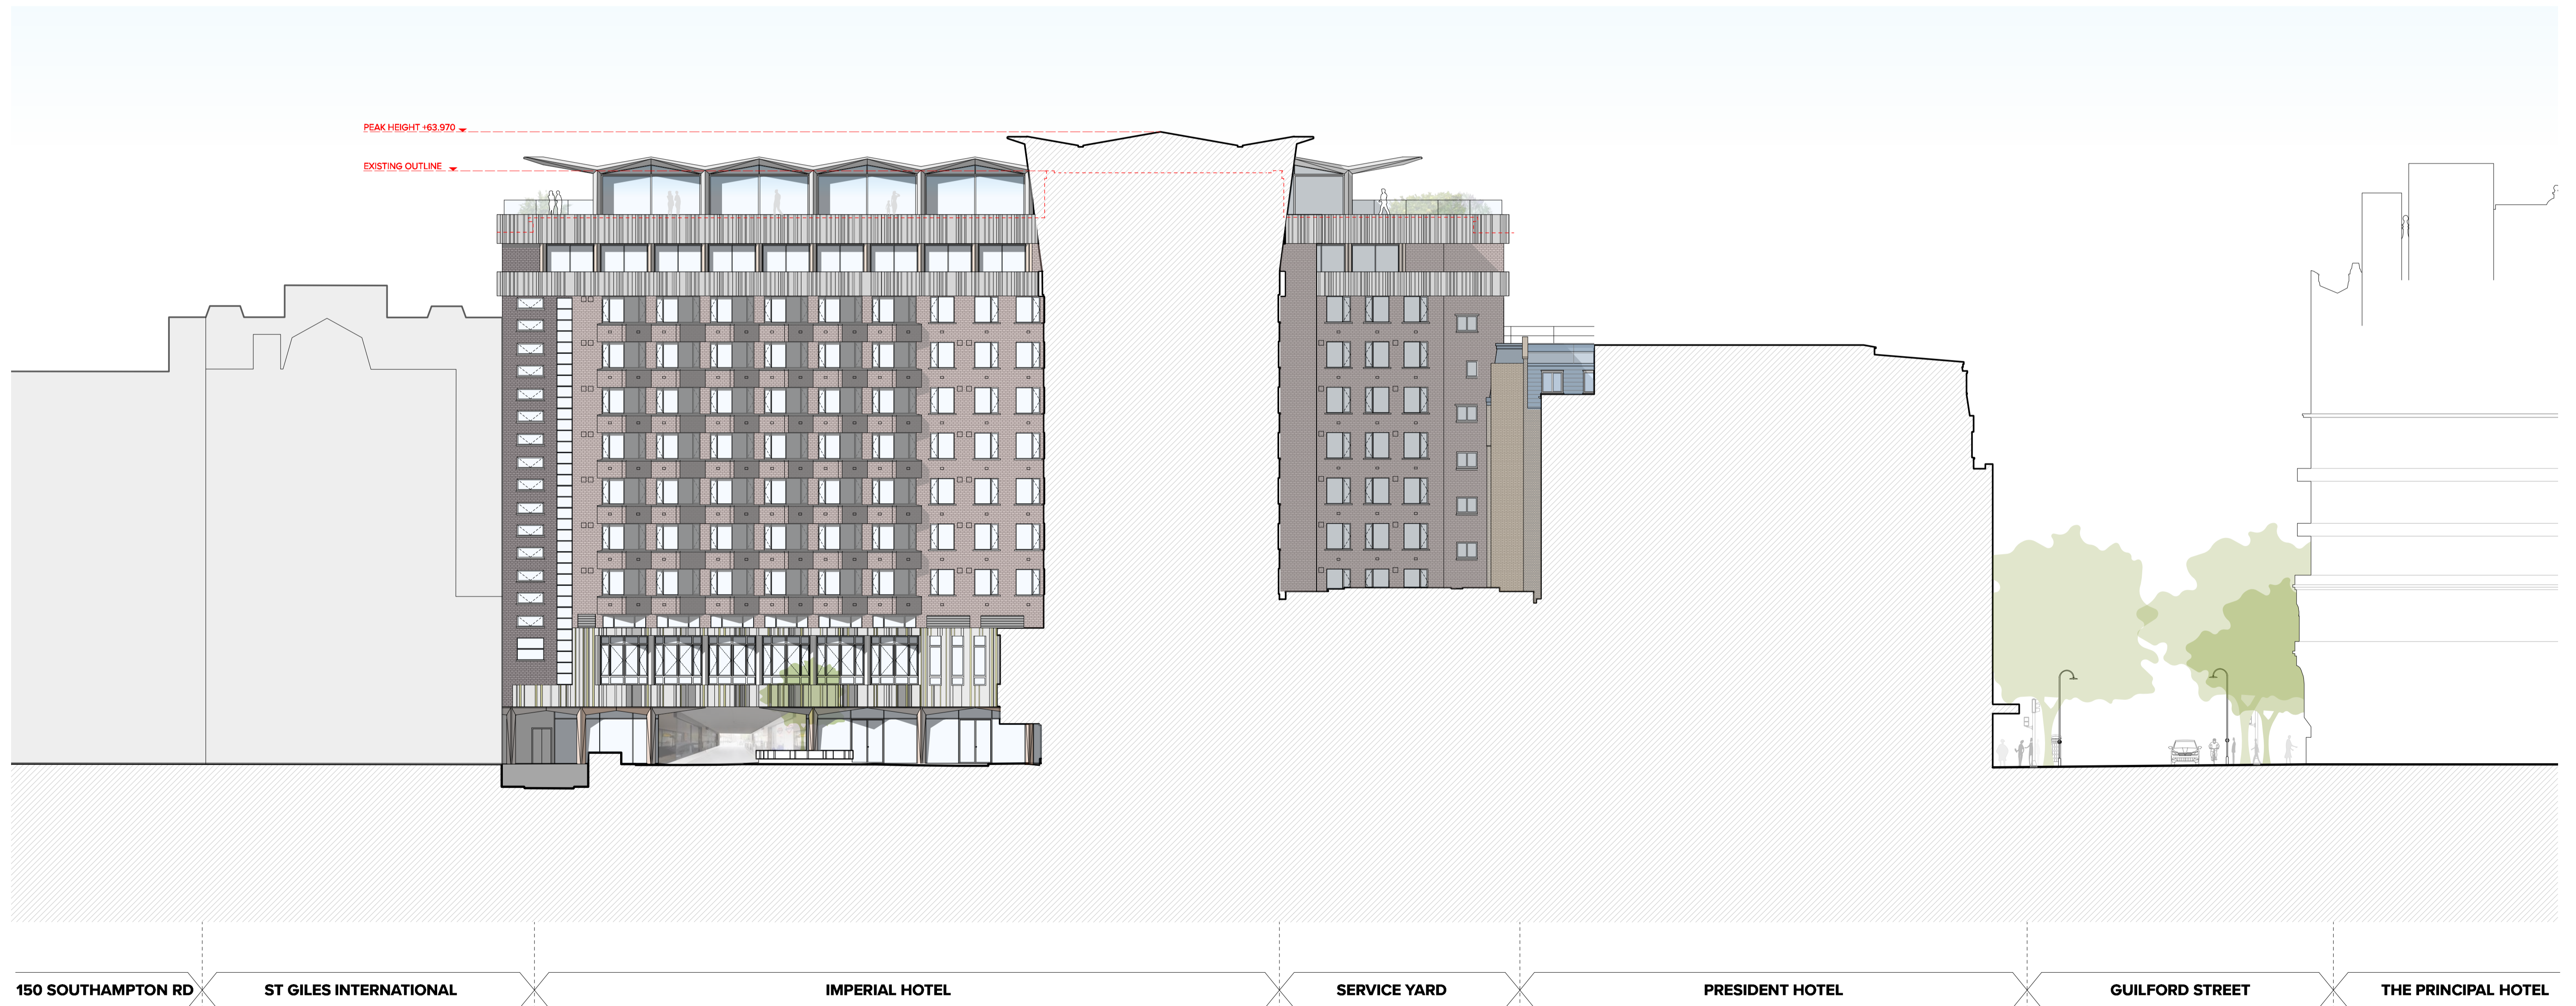 PEAK HEIGHT +63.970
EXISTING OUTLINE
150 SOUTHAMPTON RD
ST GILES INTERNATIONAL
IMPERIAL HOTEL
SERVICE YARD
PRESIDENT HOTEL
GUILFORD STREET
THE PRINCIPAL HOTEL